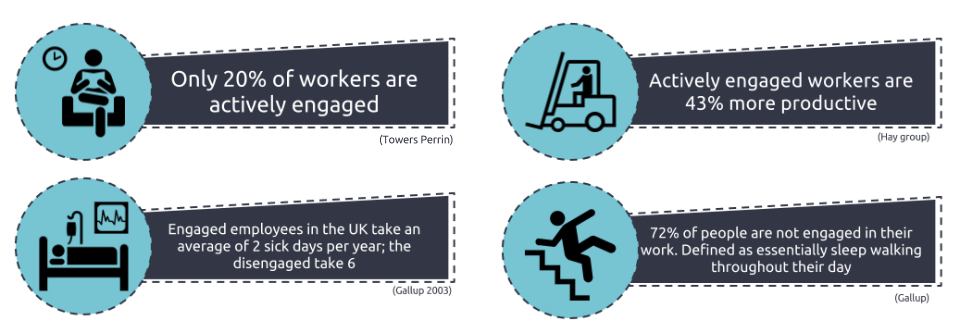 Only 20% of workers are
actively engaged
(Towers Perrin)
Actively engaged workers are
43% more productive
(Hay group)
Engaged employees in the UK take an
average of 2 sick days per year; the
disengaged take 6
(Gallup 2003)
72% of people are not engaged in their
work. Defined as essentially sleep walking
throughout their day
(Gallup)